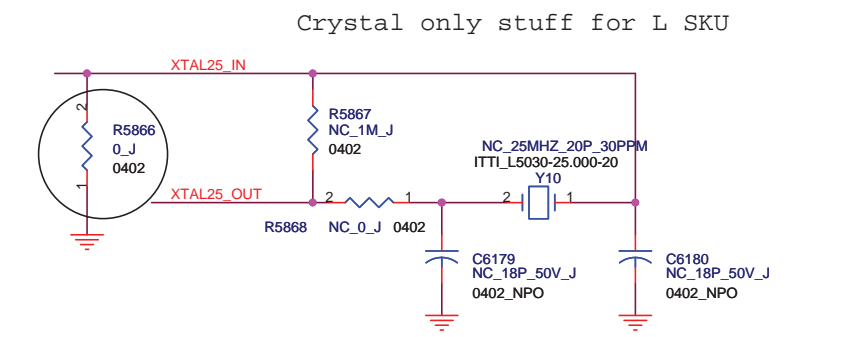 Crystal only stuff for L SKU
XTAL25_IN
2
R5866
0_J
0402
1
R5867
NC_1M_J
0402
NC_25MHZ_20P_30PPM
ITTI_L5030-25.000-20
Y10
XTAL25_OUT
2
1
2
1
R5868
NC_0_J
0402
C6179
NC_18P_50V_J
0402_NPO
C6180
NC_18P_50V_J
0402_NPO